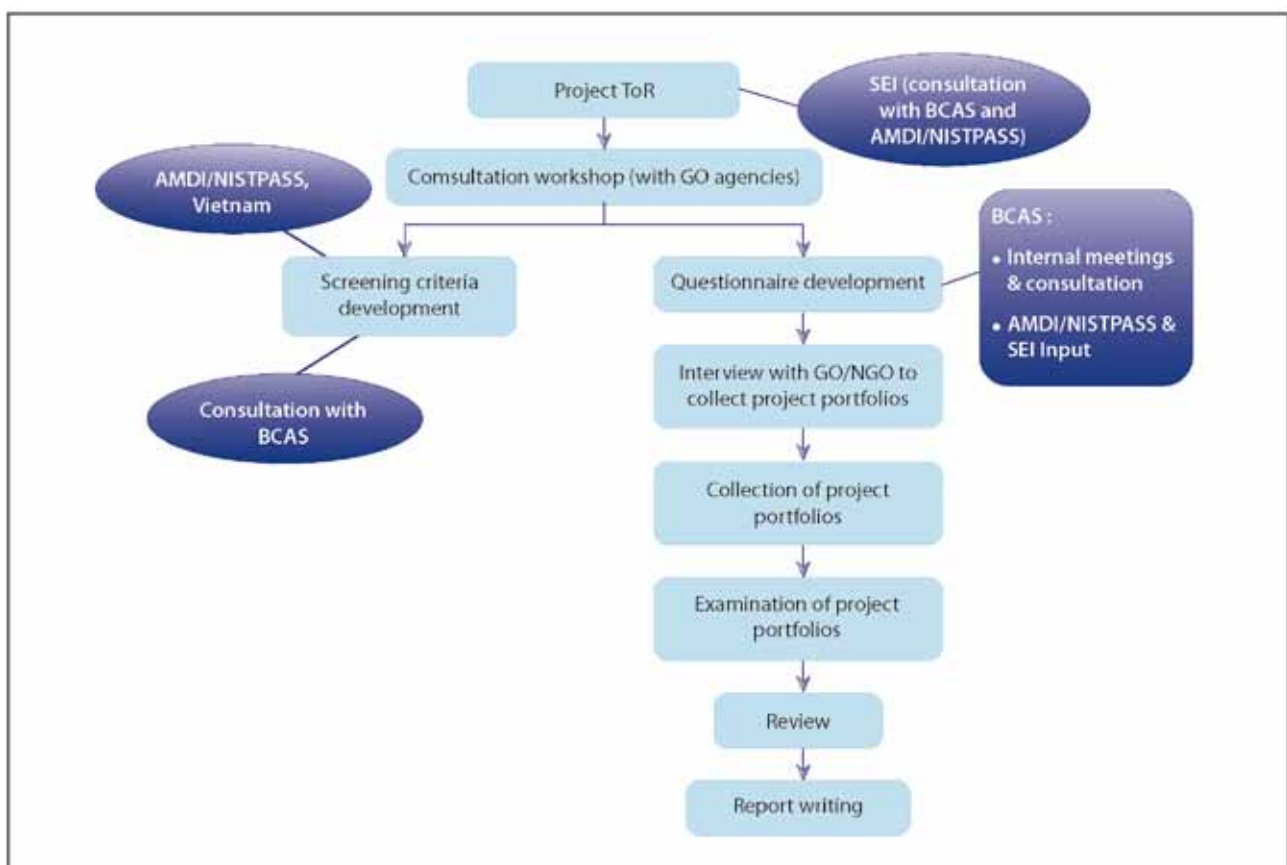 Project ToR
SEI (consultation
with BCAS and
AMDI/NISTPASS)
Comsultation workshop (with GO agencies)
AMDI/NISTPASS,
Vietnam
Screening criteria
development
Consultation with
BCAS
Questionnaire development
BCAS :
• Internal meetings
& consultation
• AMDI/NISTPASS &
SEI Input
Interview with GO/NGO to
collect project portfolios
Collection of project
portfolios
Examination of project
portfolios
Review
Report writing